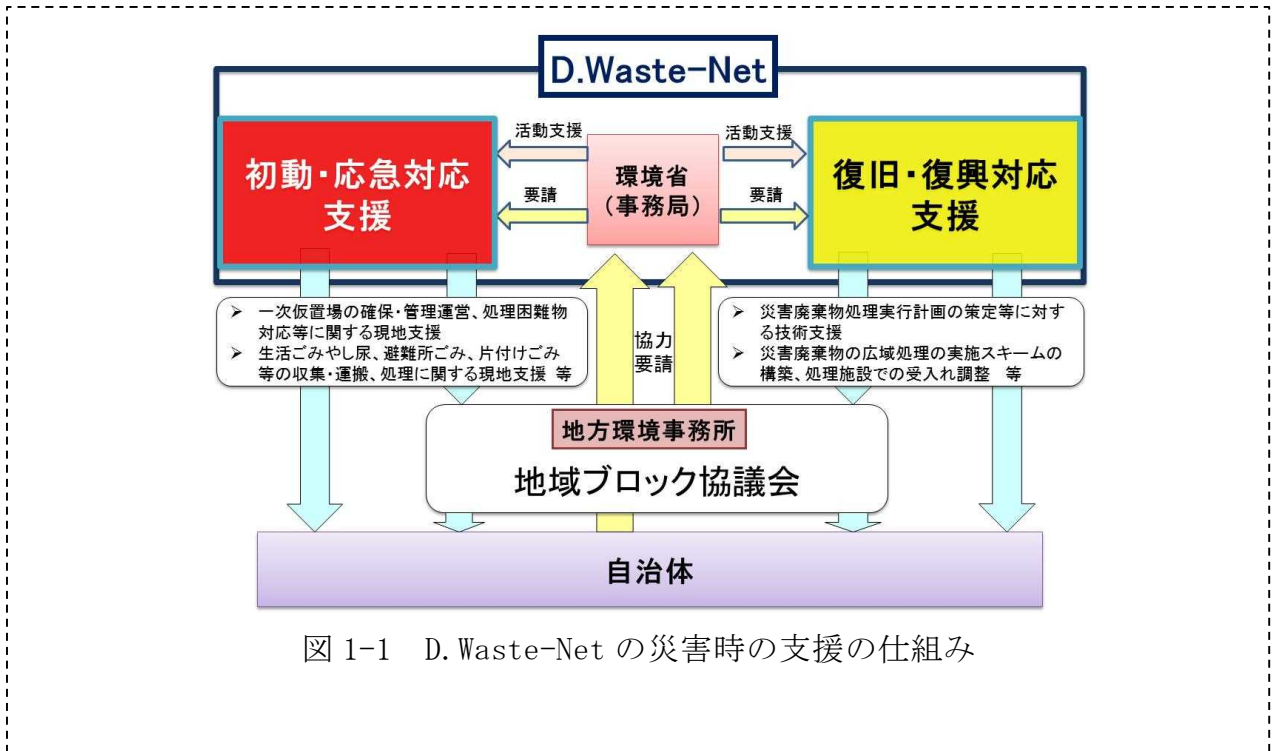 D.Waste-Net
初動・応急対応
支援
活動支援
要請
環境省
（事務局）
活動支援
要請
復旧・復興対応
支援
➢ 一次仮置場の確保・管理運営、処理困難物
対応等に関する現地支援
➢ 生活ごみやし尿、避難所ごみ、片付けごみ
等の収集・運搬、処理に関する現地支援 等
協力
要請
➢ 災害廃棄物処理実行計画の策定等に対す
る技術支援
➢ 災害廃棄物の広域処理の実施スキームの
構築、処理施設での受入れ調整 等
地方環境事務所
地域ブロック協議会
自治体
図 1-1 D.Waste-Net の災害時の支援の仕組み